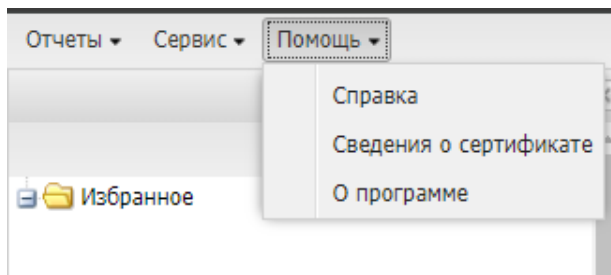 Отчеты Сервис Помощь
Справка
Сведения о сертификате
О программе
Избранное